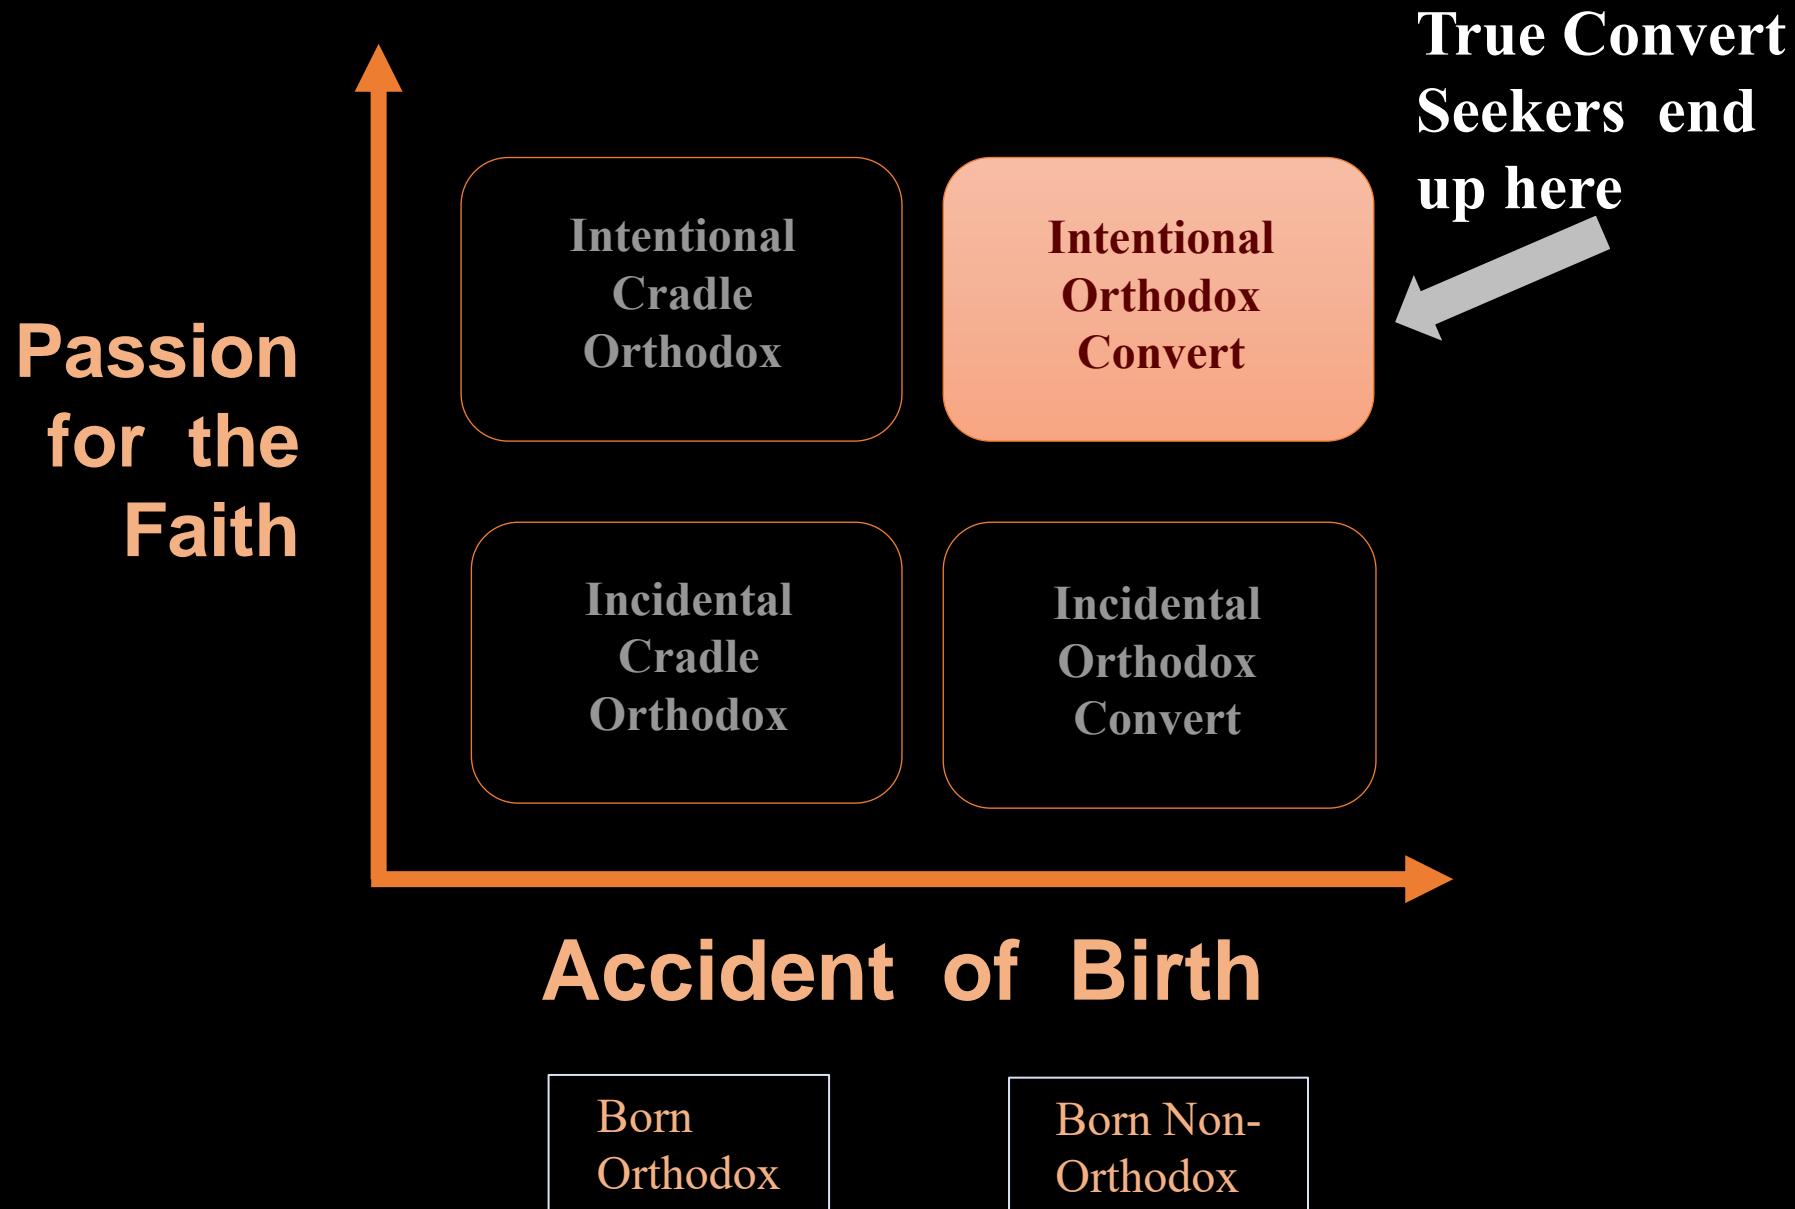 True Convert
Seekers end
up here
Intentional
Cradle
Orthodox
Intentional
Orthodox
Convert
Passion
for the
Faith
Incidental
Cradle
Orthodox
Incidental
Orthodox
Convert
Accident of Birth
Born
Orthodox
Born Non-
Orthodox